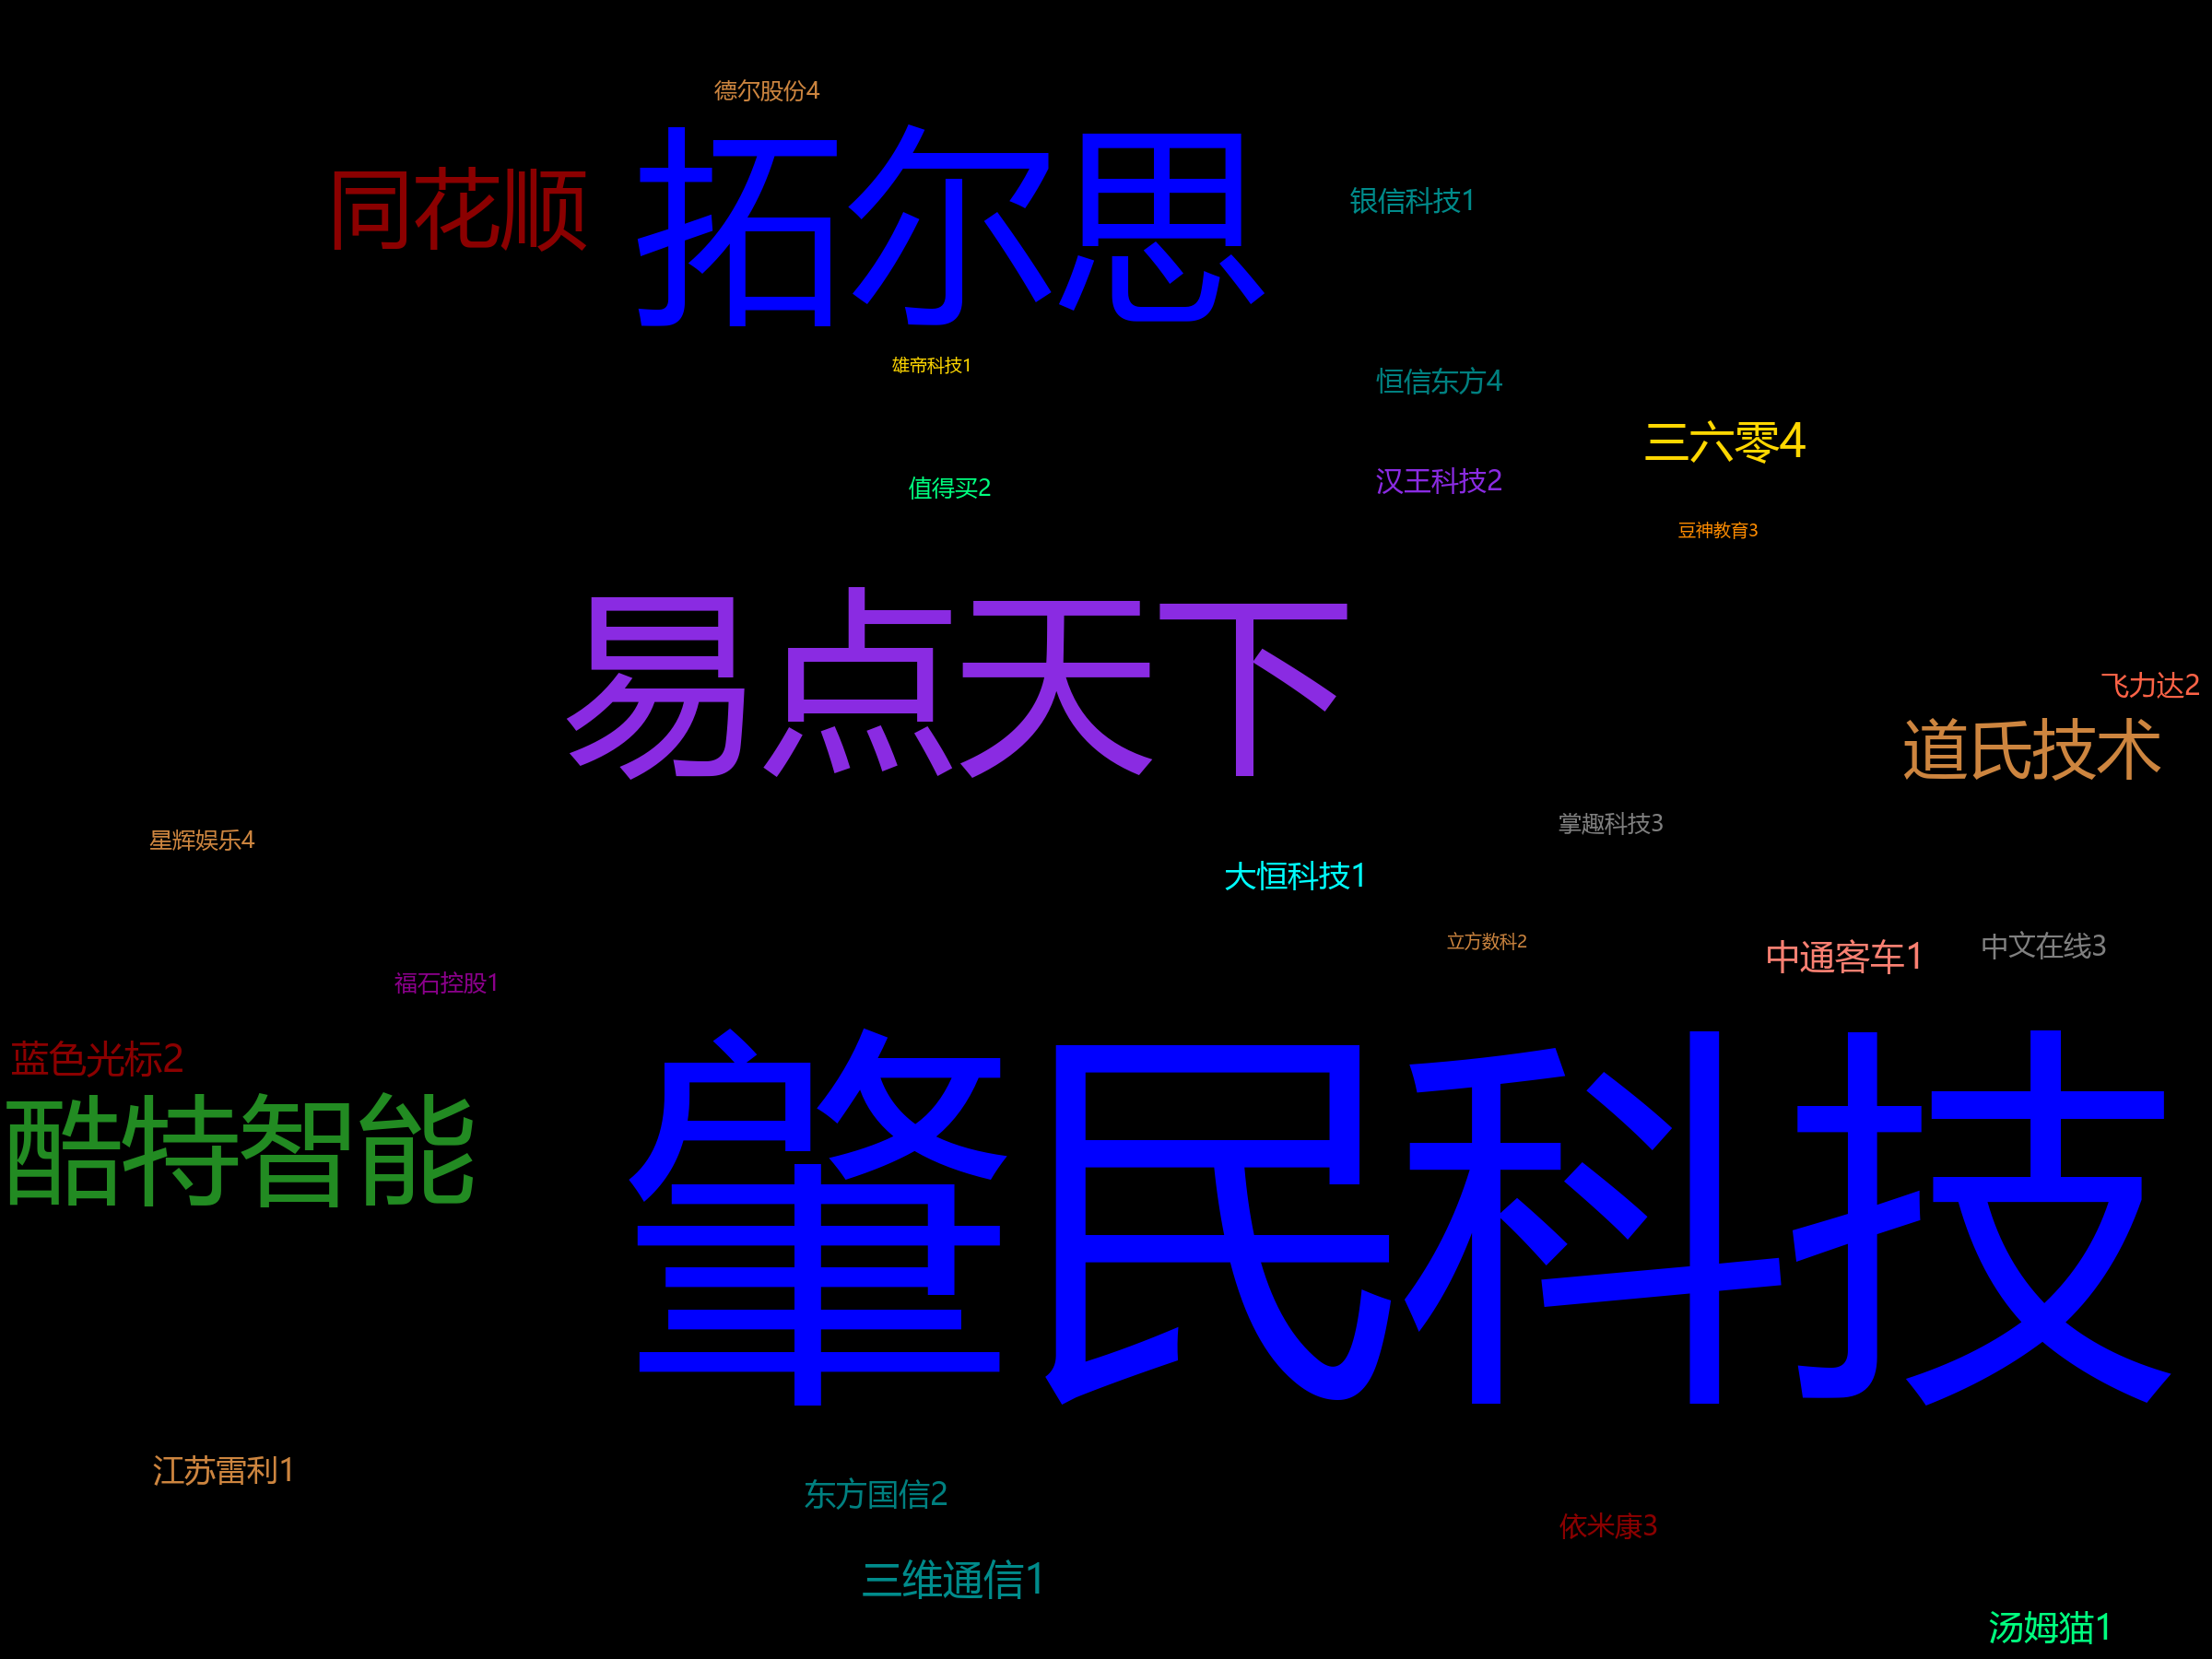 德尔股份4
同花顺
拓尔思
银信科技1
雄帝科技1
恒信东方4
三六零4
值得买2
汉王科技2
豆神教育3
易点天下
飞力达2
道氏技术
掌趣科技3
星辉娱乐4
大恒科技1
立方数科2
中通客车1
中文在线3
福石控股1
蓝色光标2
酷特智能
肇民科技
江苏雷利1
东方国信2
依米康3
三维通信1
汤姆猫1